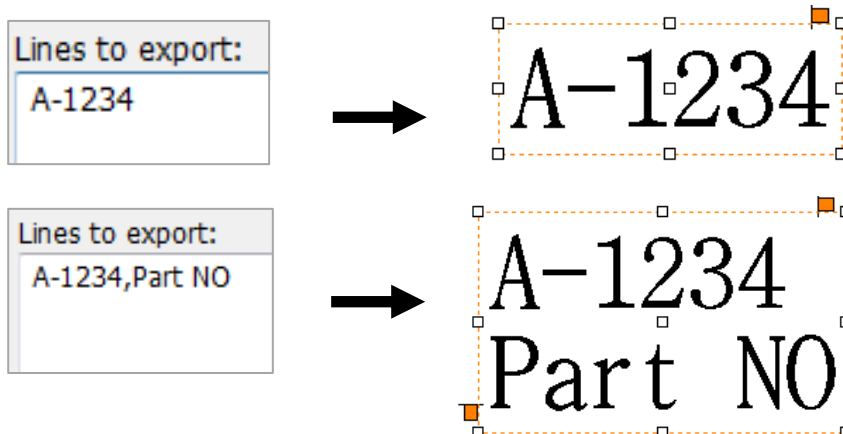 Lines to export:
A-1234
A-1234
Lines to export:
A-1234,Part NO
A-1234
Part NO